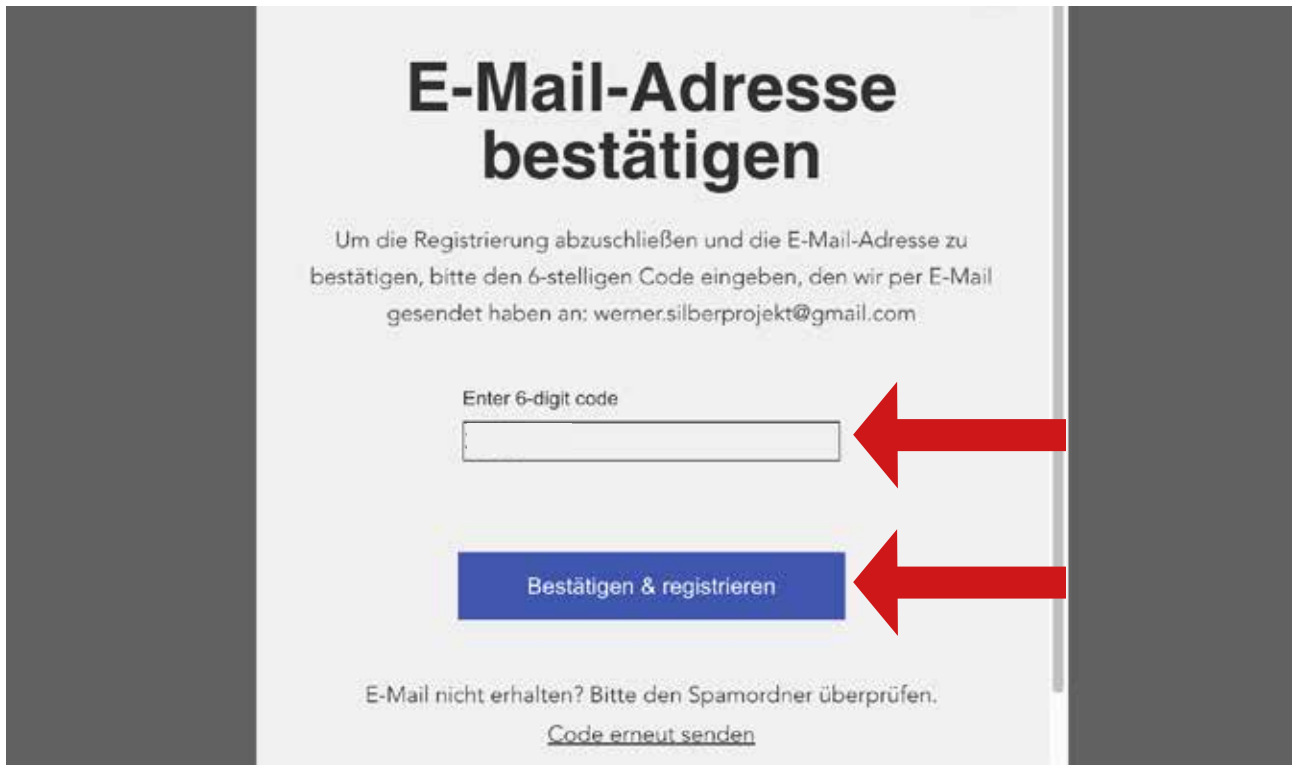 E-Mail-Adresse
bestätigen
Um die Registrierung abzuschließen und die E-Mail-Adresse zu
bestätigen, bitte den 6-stelligen Code eingeben, den wir per E-Mail
gesendet haben an: werner.silberprojekt@gmail.com
Enter 6-digit code
Bestätigen & registrieren
E-Mail nicht erhalten? Bitte den Spamordner überprüfen.
Code erneut senden